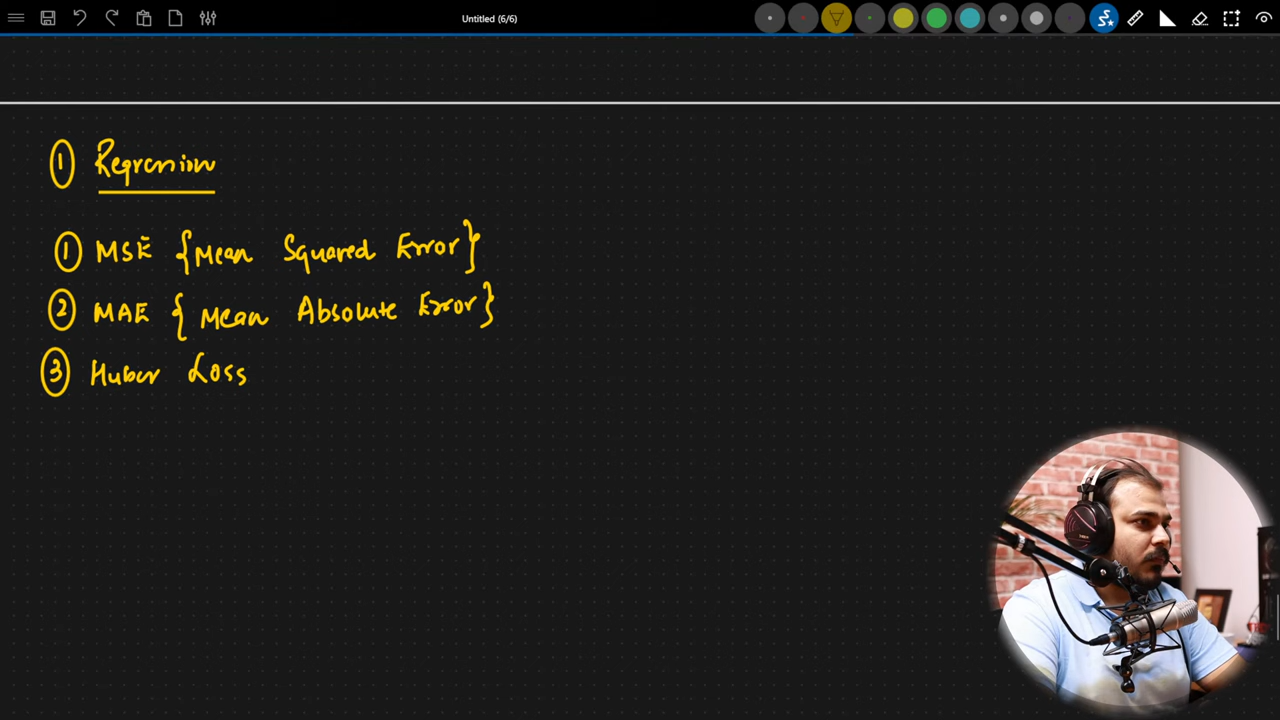 Untitled (6/6)
① Regression
① MSE {Mean Squared Error}
② MAE {Mean Absolute Error}
③ Huber Loss